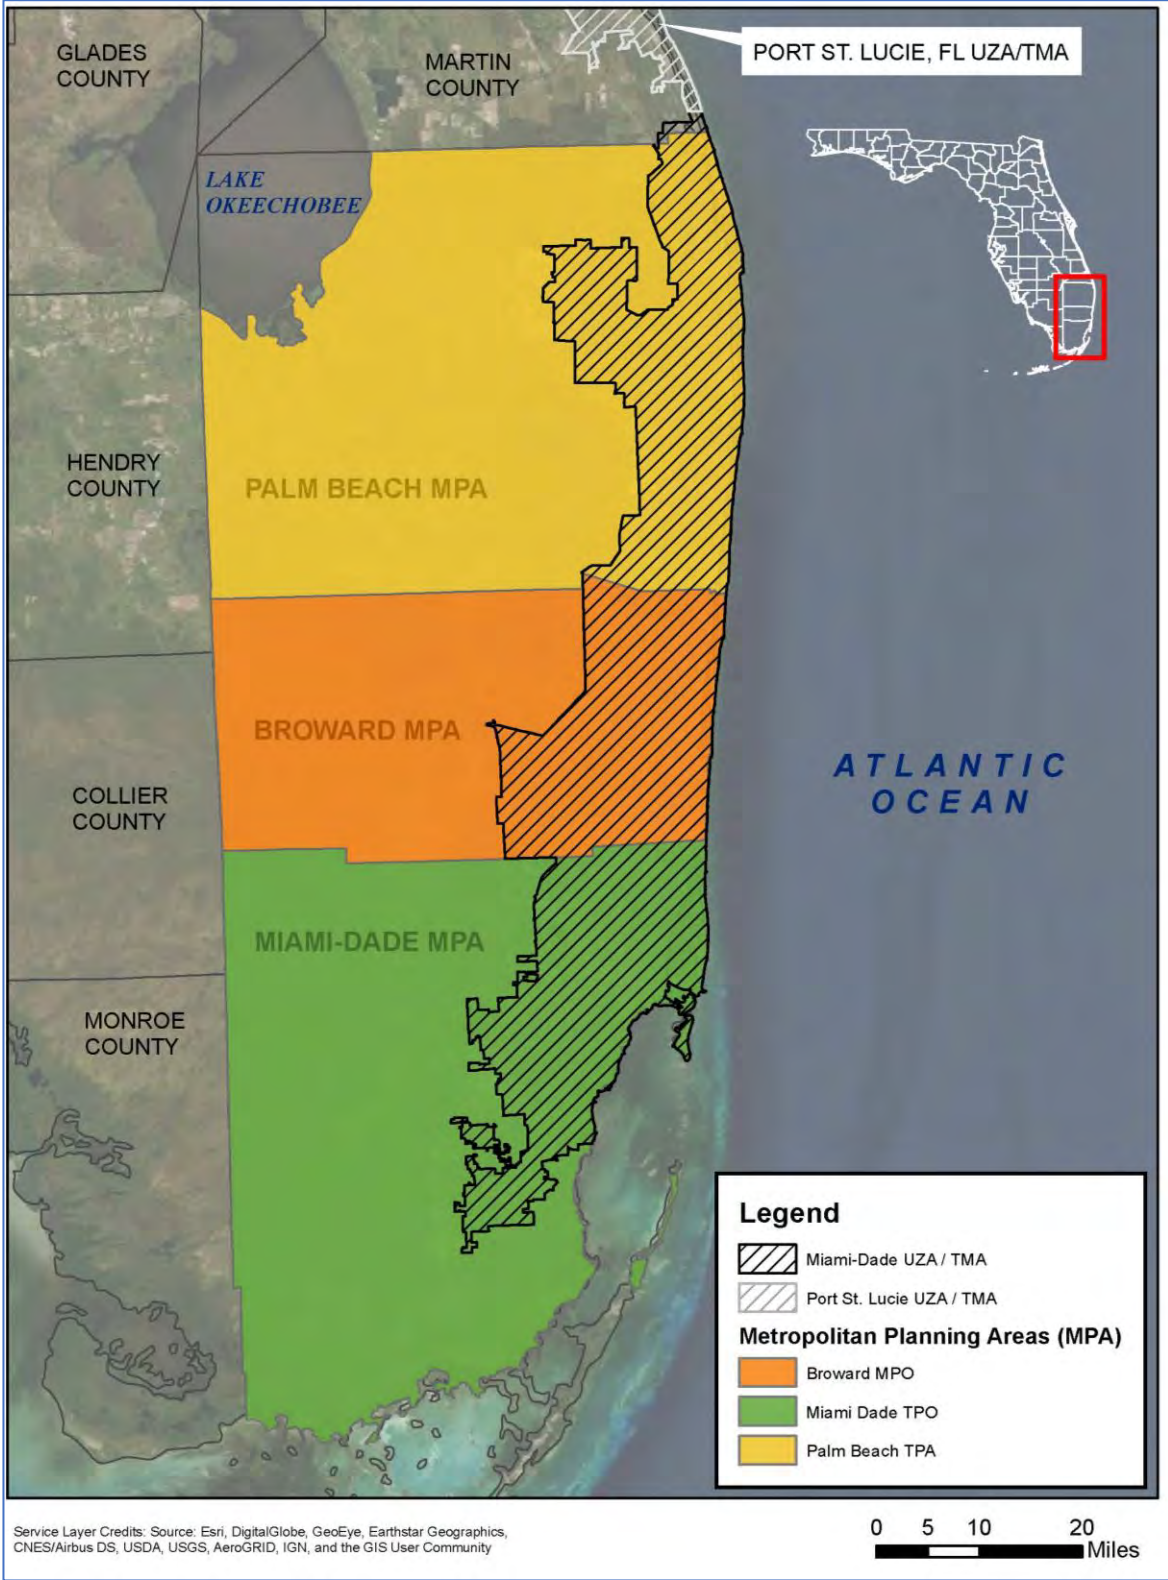 GLADES
COUNTY
MARTIN
COUNTY
PORT ST. LUCIE, FL UZA/TMA
LAKE
OKEECHOBEE
HENDRY
COUNTY
PALM BEACH MPA
BROWARD MPA
COLLIER
COUNTY
ATLANTIC
OCEAN
MIAMI-DADE MPA
MONROE
COUNTY
Legend
Miami-Dade UZA / TMA
Port St. Lucie UZA / TMA
Metropolitan Planning Areas (MPA)
Broward MPO
Miami Dade TPO
Palm Beach TPA
Service Layer Credits: Source: Esri, DigitalGlobe, GeoEye, Earthstar Geographics,
CNES/Airbus DS, USDA, USGS, AeroGRID, IGN, and the GIS User Community
0 5 10 20
Miles